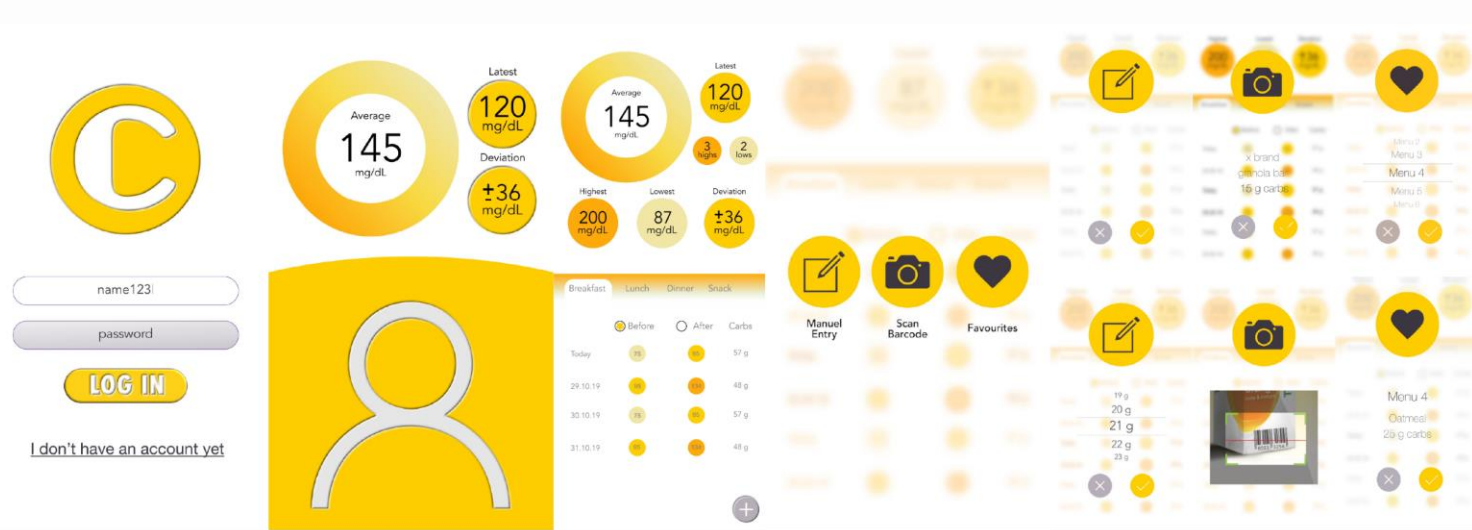 name123
password
LOG IN
I don't have an account yet
Average
145
mg/dL
Latest
120
mg/dL
Deviation
±36
mg/dL
Average
145
mg/dL
Latest
120
mg/dL
3
highs
2
lows
Highest
200
mg/dL
Lowest
87
mg/dL
Deviation
±36
mg/dL
Breakfast Lunch Dinner Snack
Before After Carbs
Today 57 g
29.10.19 48 g
30.10.19 57 g
31.10.19 48 g
Manuel
Entry
Scan
Barcode
Favourites
x brand
granola bar
15 g carbs
Menu 2
Menu 3
Menu 4
Menu 5
Menu 6
19 g
20 g
21 g
22 g
23 g
Menu 4
Oatmeal
25 g carbs